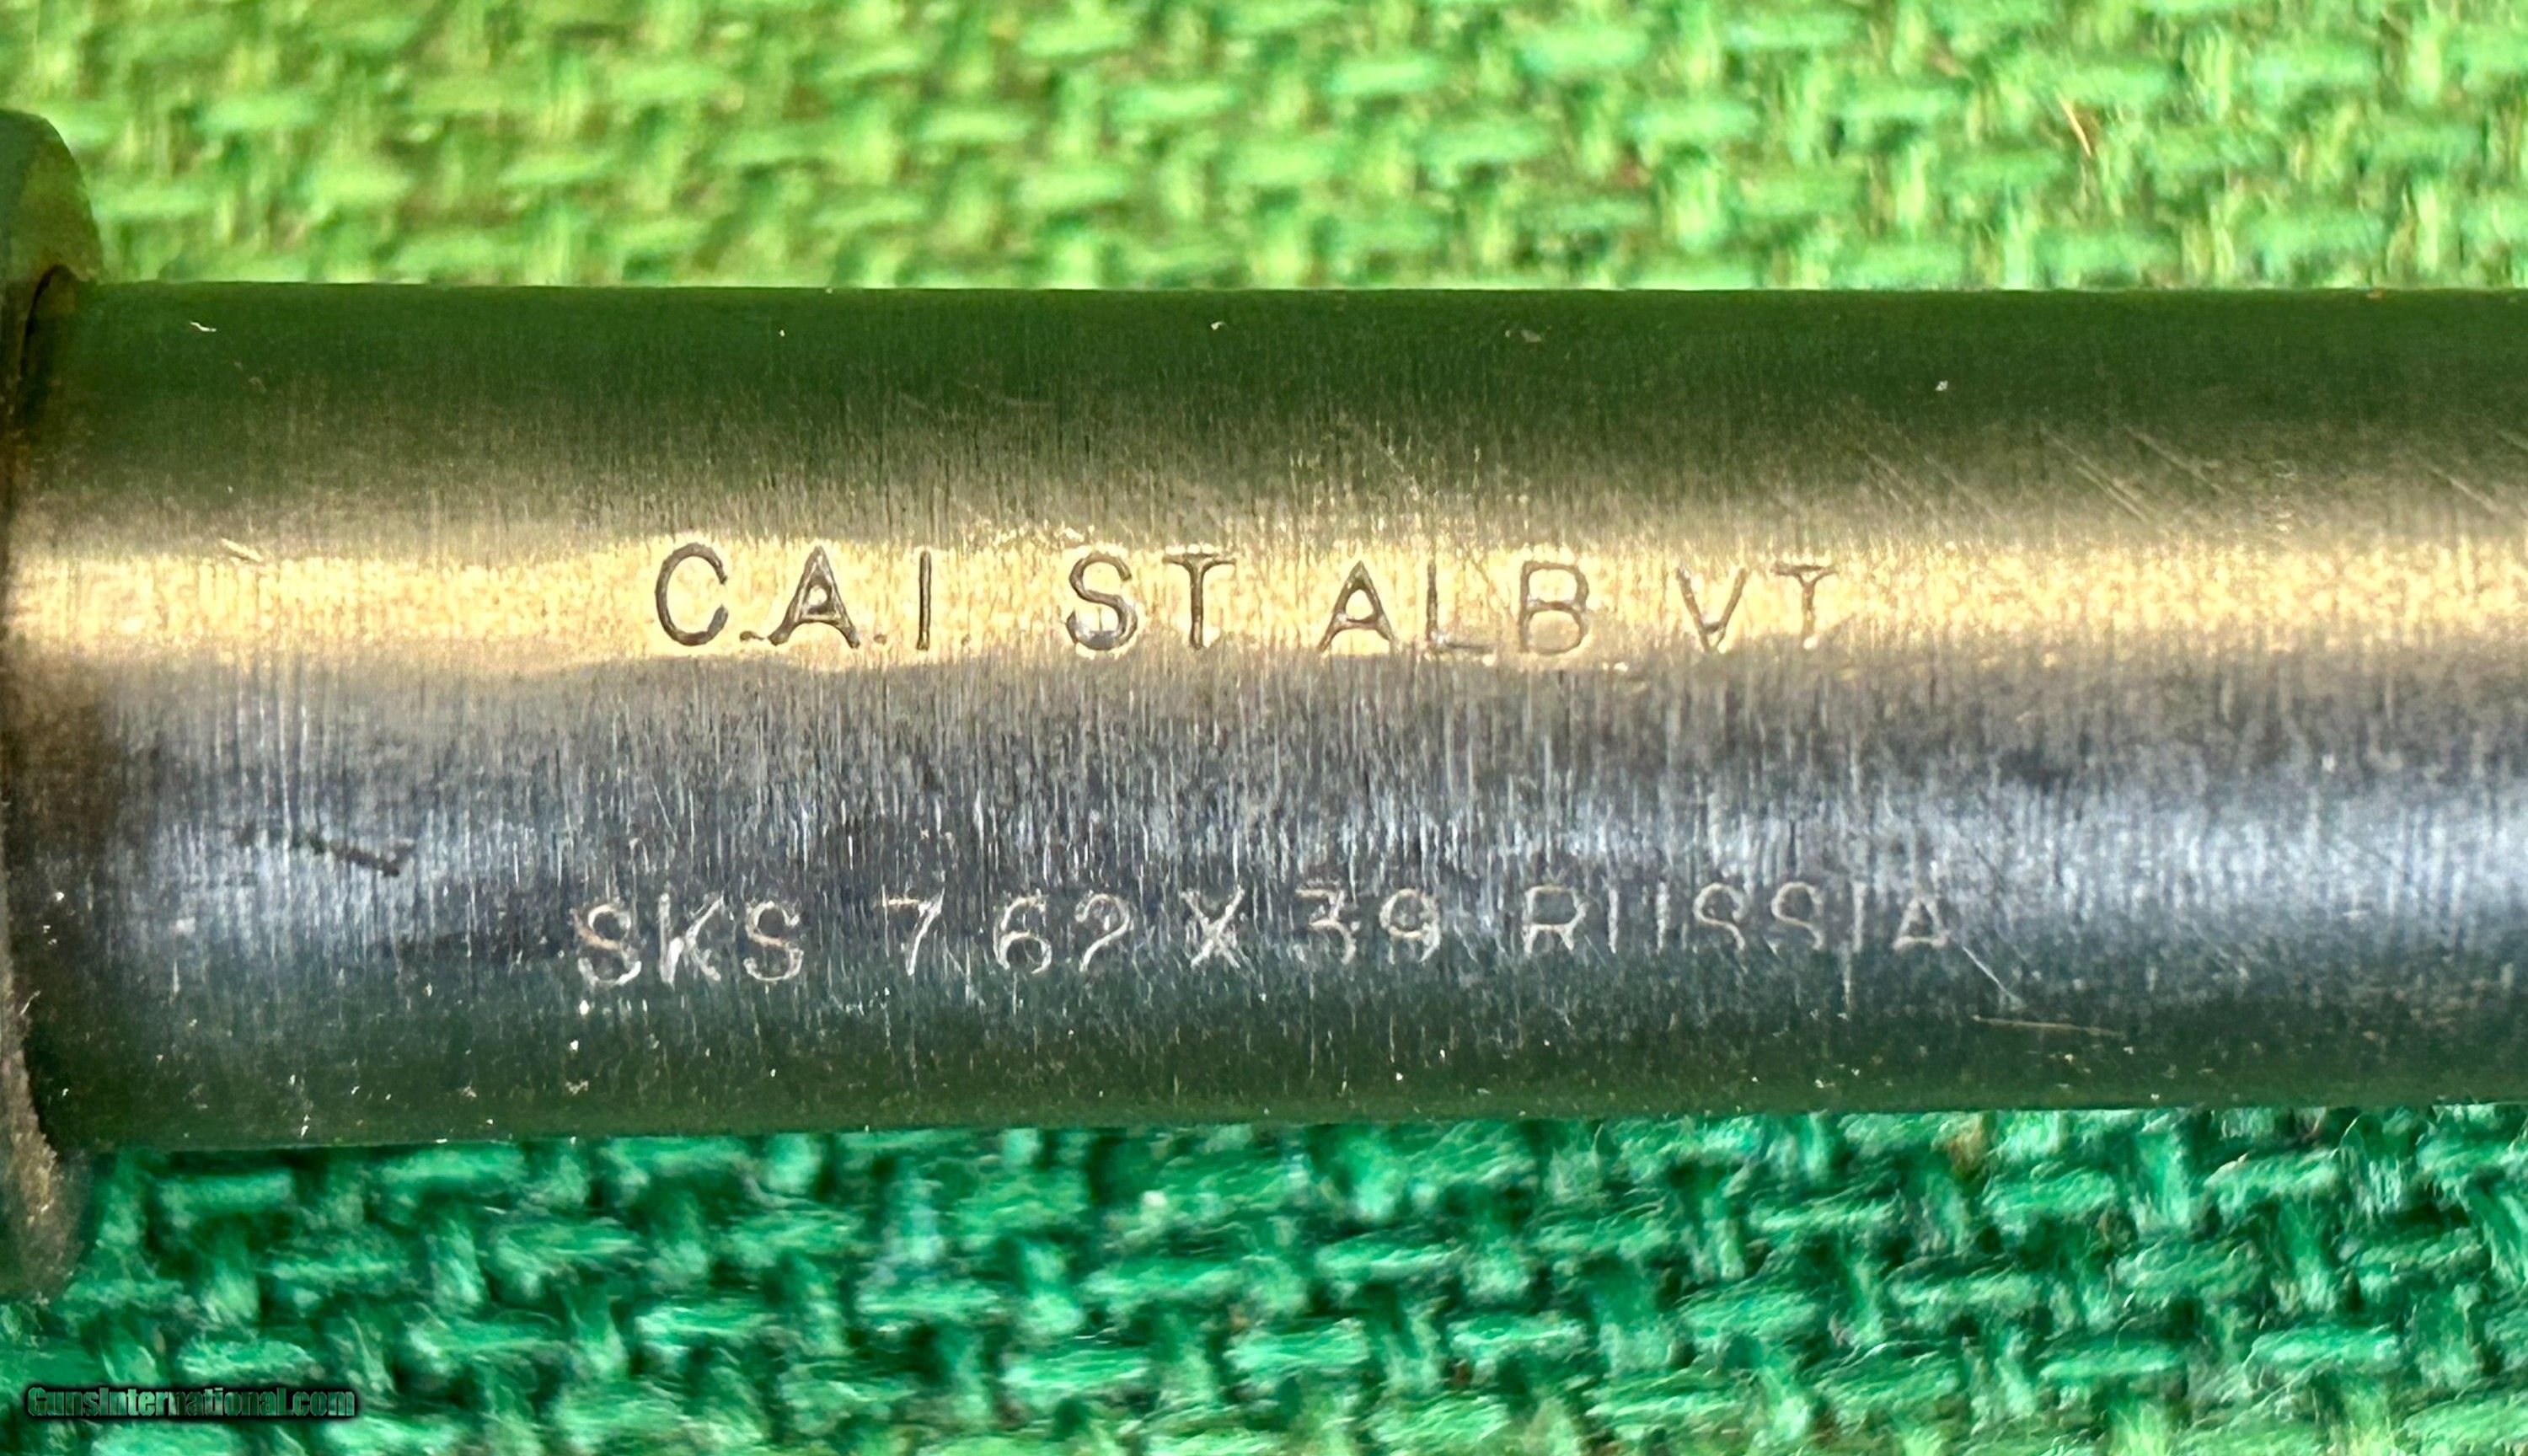 C.A.I. ST ALB VT
SKS 7.62 X 39 RUSSIA
GunsInternational.com